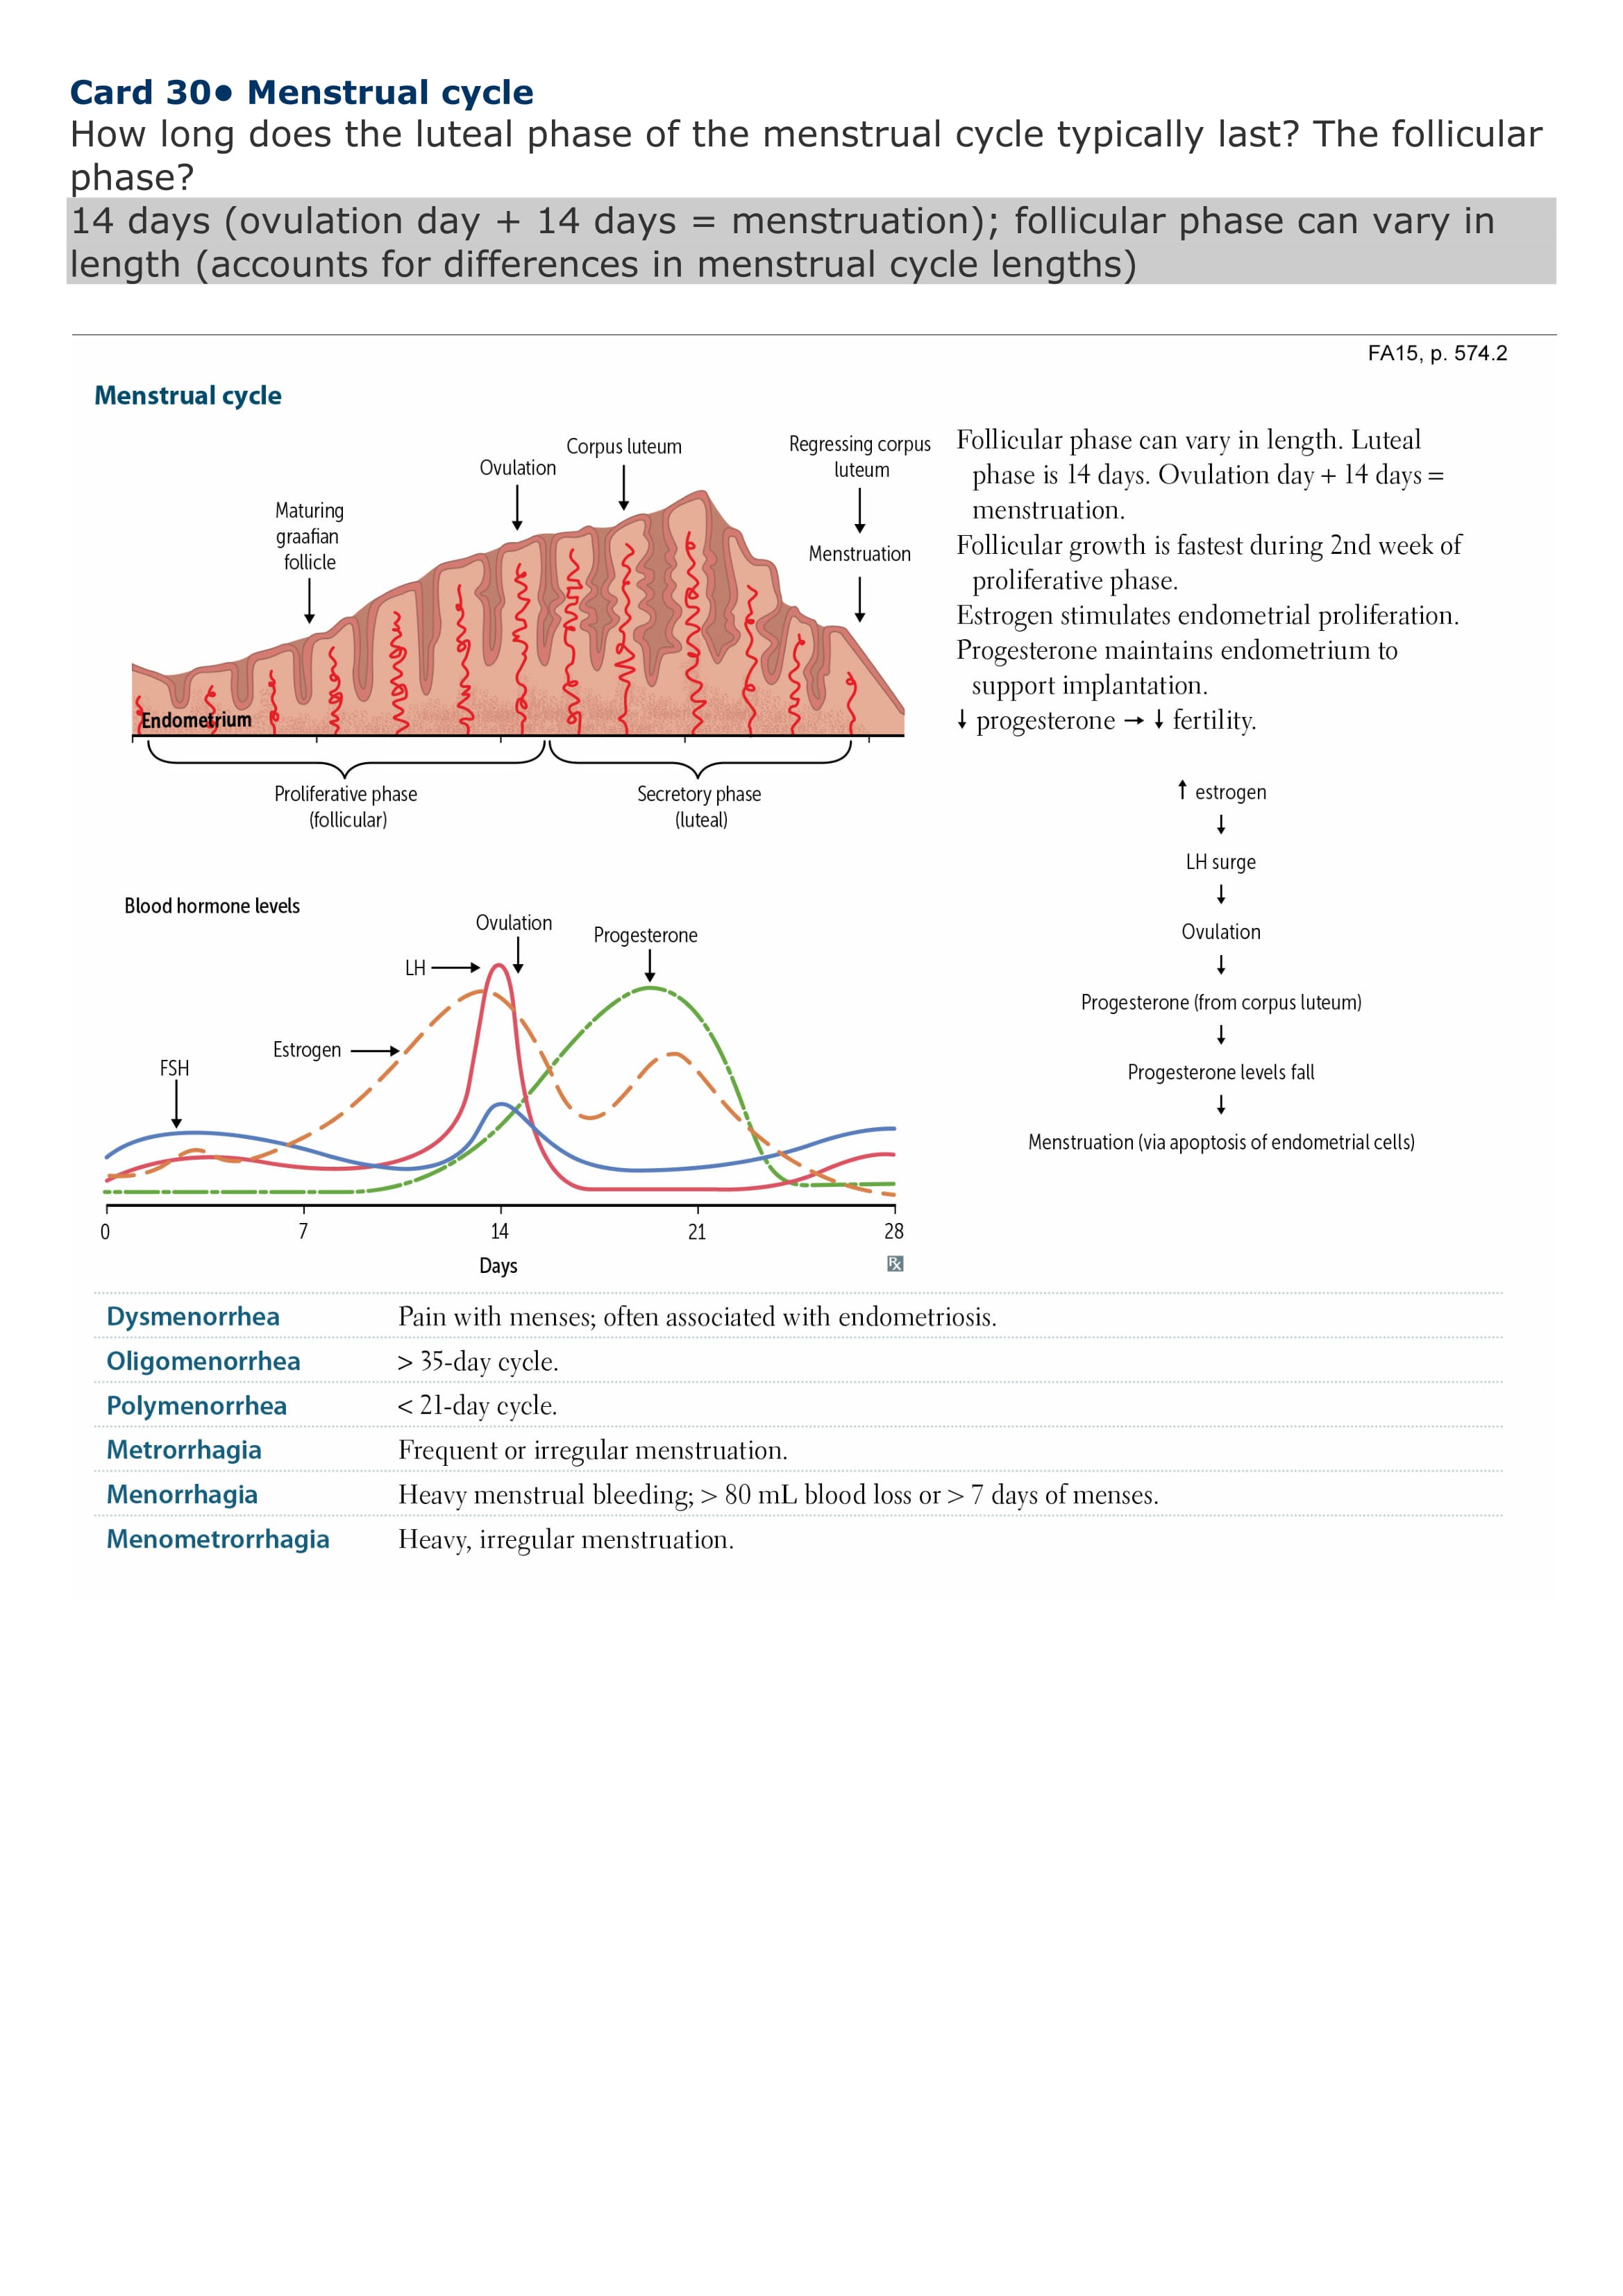 Card 30• Menstrual cycle
How long does the luteal phase of the menstrual cycle typically last? The follicular
phase?
14 days (ovulation day + 14 days = menstruation); follicular phase can vary in
length (accounts for differences in menstrual cycle lengths)
FA15, p. 574.2
Menstrual cycle
Maturing
graafian
follicle
Ovulation
Corpus luteum
Regressing corpus
luteum
Menstruation
Endometrium
Proliferative phase
(follicular)
Secretory phase
(luteal)
Follicular phase can vary in length. Luteal
phase is 14 days. Ovulation day + 14 days =
menstruation.
Follicular growth is fastest during 2nd week of
proliferative phase.
Estrogen stimulates endometrial proliferation.
Progesterone maintains endometrium to
support implantation.
↓ progesterone → ↓ fertility.
↑ estrogen
↓
LH surge
↓
Ovulation
↓
Progesterone (from corpus luteum)
↓
Progesterone levels fall
↓
Menstruation (via apoptosis of endometrial cells)
Blood hormone levels
Ovulation
Progesterone
LH
Estrogen
FSH
0 7 14 21 28
Days
Rx
Dysmenorrhea Pain with menses; often associated with endometriosis.
Oligomenorrhea > 35-day cycle.
Polymenorrhea < 21-day cycle.
Metrorrhagia Frequent or irregular menstruation.
Menorrhagia Heavy menstrual bleeding; > 80 mL blood loss or > 7 days of menses.
Menometrorrhagia Heavy, irregular menstruation.